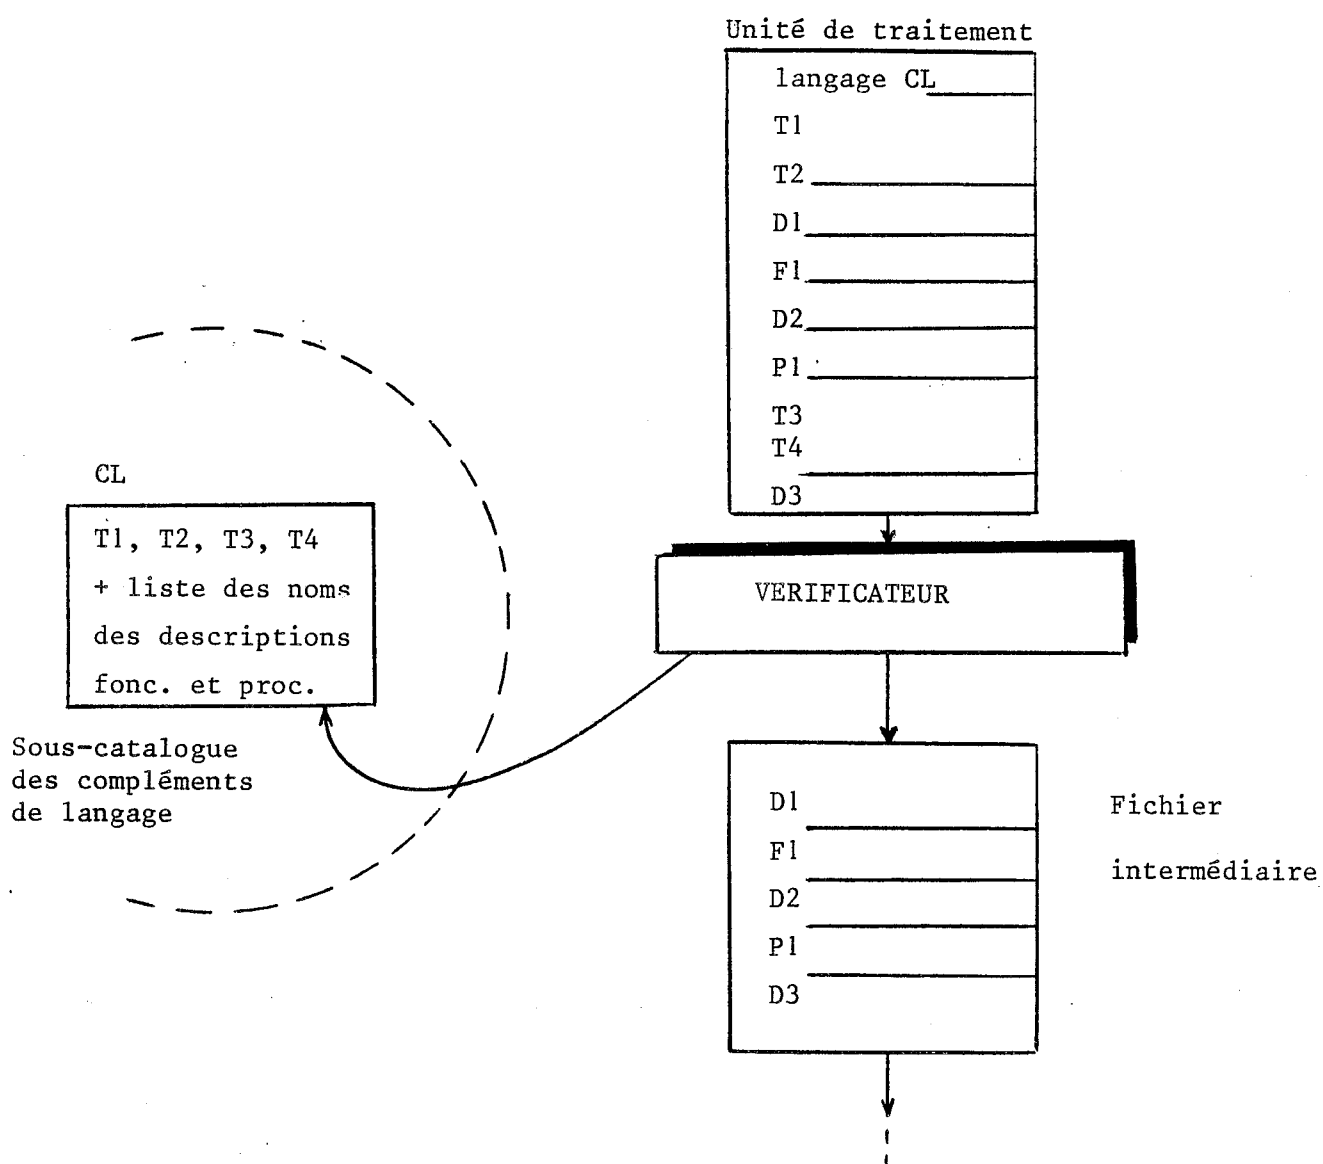 Unité de traitement
langage CL
T1
T2
D1
F1
D2
P1
T3
T4
D3
CL
T1, T2, T3, T4
+ liste des noms
des descriptions
fonc. et proc.
Sous-catalogue
des compléments
de langage
VERIFICATEUR
D1
F1
D2
P1
D3
Fichier
intermédiaire